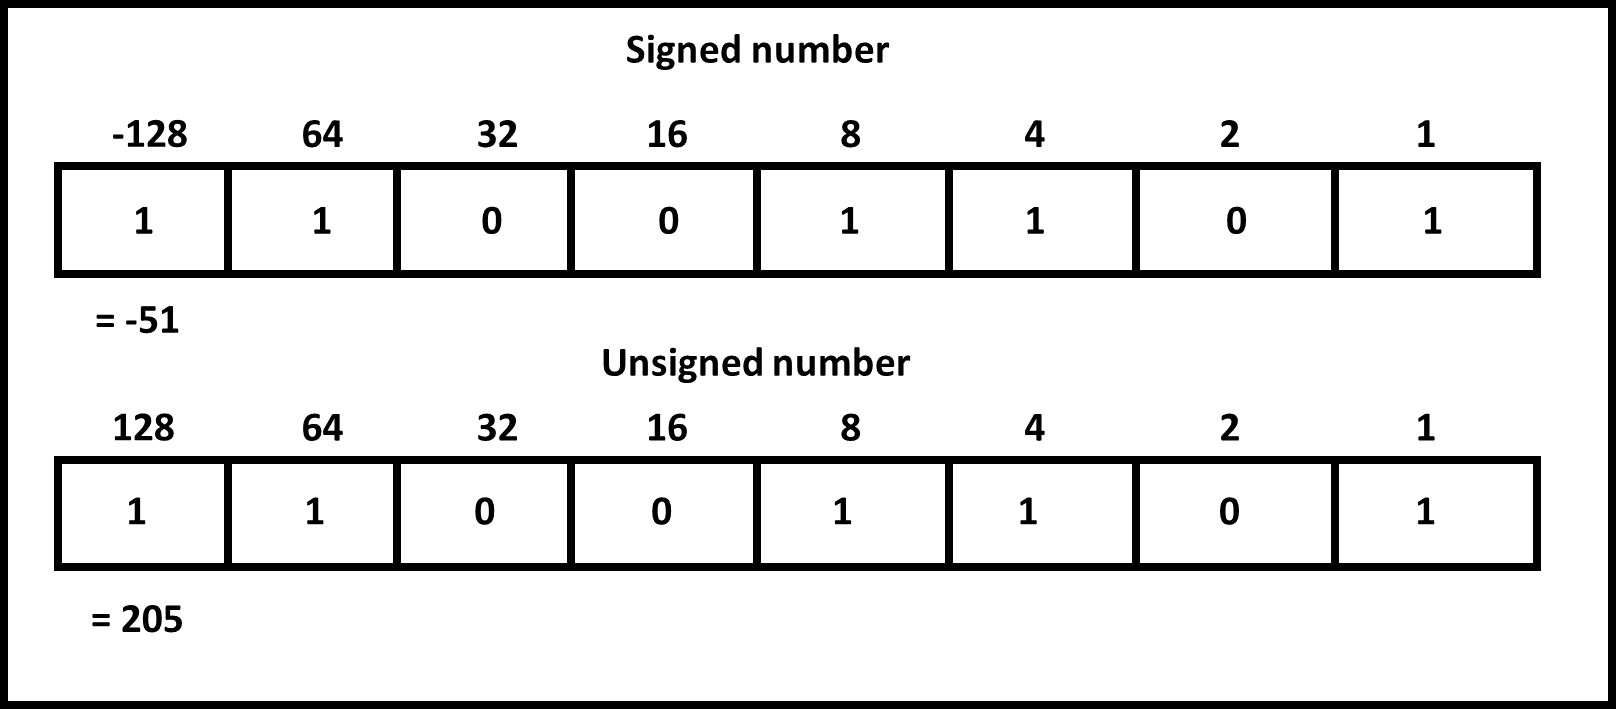 Signed number
-128 64 32 16 8 4 2 1
1 1 0 0 1 1 0 1
= -51
Unsigned number
128 64 32 16 8 4 2 1
1 1 0 0 1 1 0 1
= 205